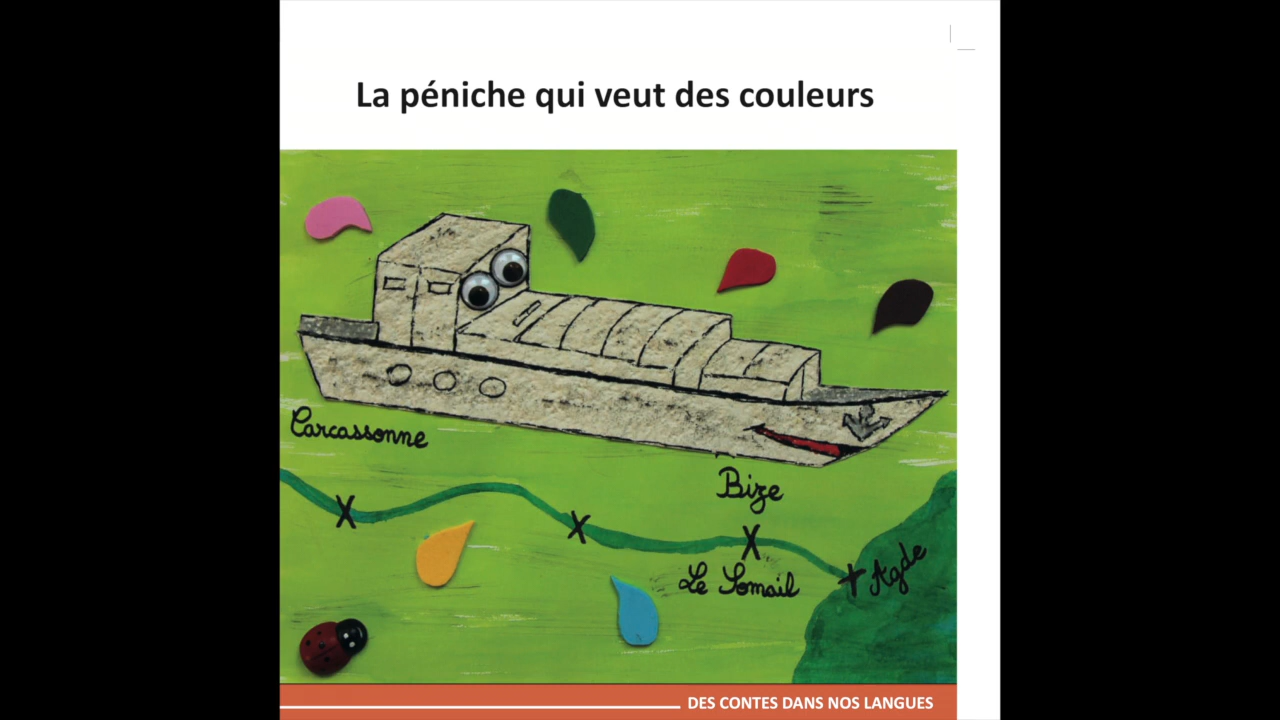 La péniche qui veut des couleurs
Carcassonne
Bize
Le Somail
Agde
DES CONTES DANS NOS LANGUES